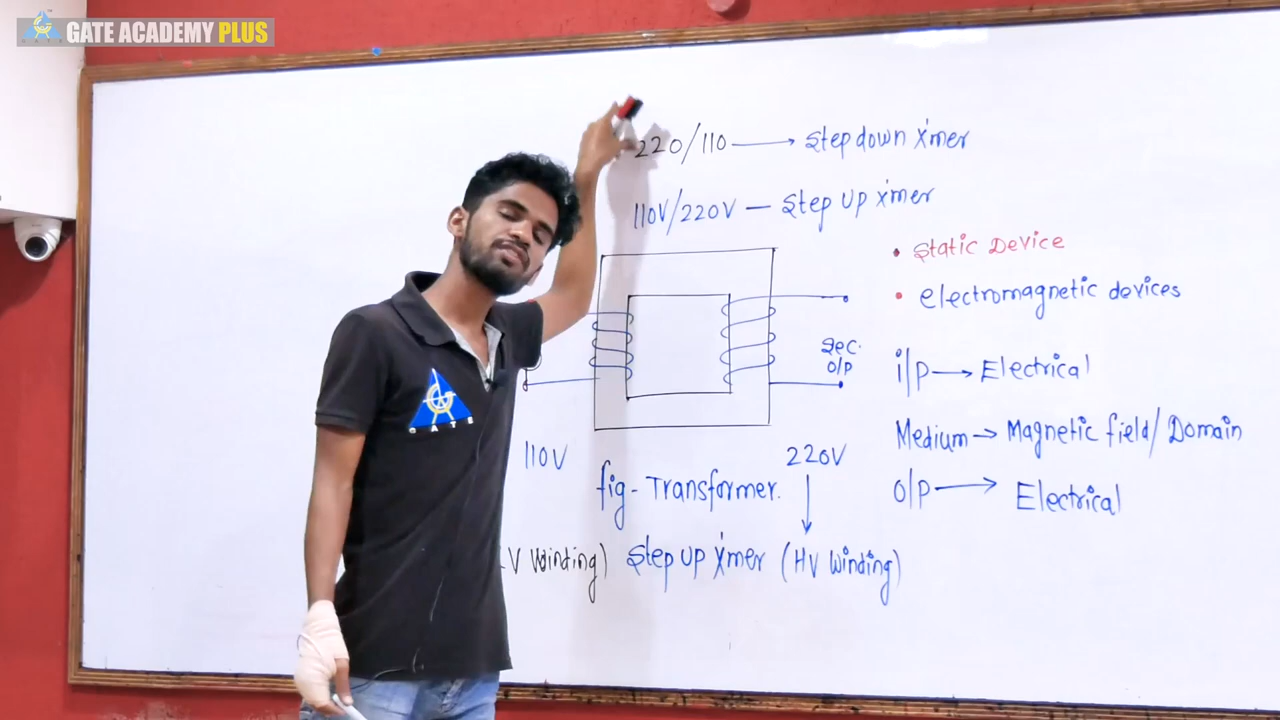 GATE ACADEMY PLUS
220/110 → Step down x'mer
110V/220V — Step Up x'mer
• Static Device
• electromagnetic devices
Sec.
O/P
i/p → Electrical
Medium → Magnetic field/Domain
O/P → Electrical
110V
220V
fig - Transformer.
V Winding) Step up x'mer (HV Winding)
GATE